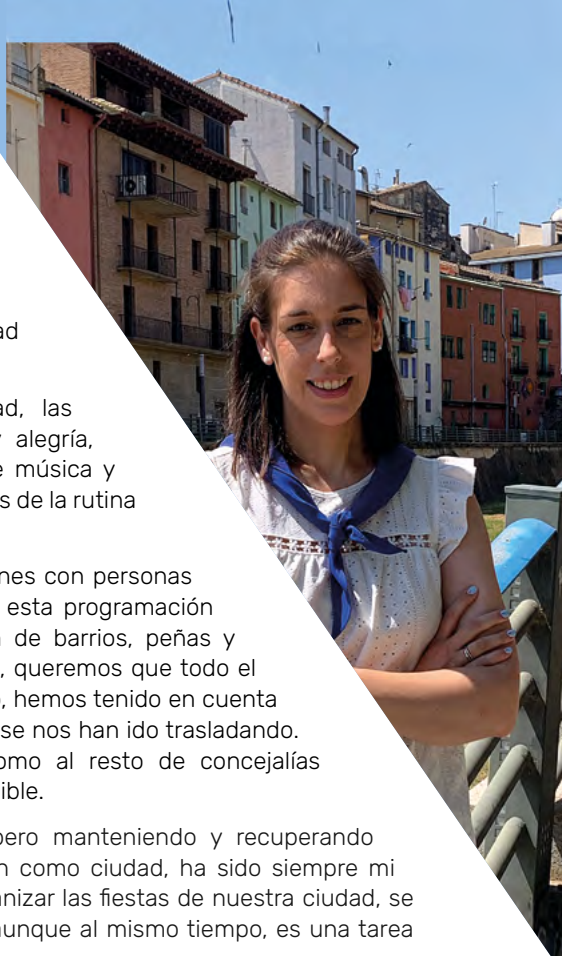 ad
ad, las
alegría,
e música y
s de la rutina
nes con personas
esta programación
de barrios, peñas y
, queremos que todo el
, hemos tenido en cuenta
se nos han ido trasladando.
omo al resto de concejalías
ible.
pero manteniendo y recuperando
n como ciudad, ha sido siempre mi
anizar las fiestas de nuestra ciudad, se
aunque al mismo tiempo, es una tarea